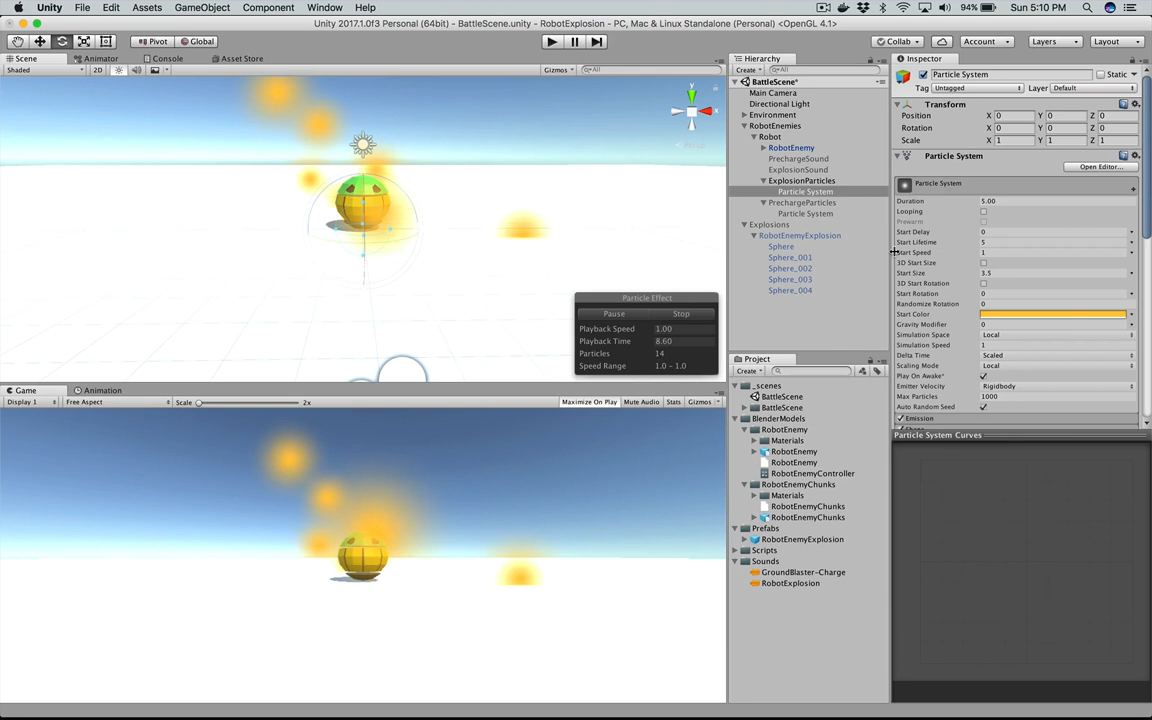 Unity File Edit Assets GameObject Component Window Help 94% Sun 5:10 PM
Unity 2017.1.0f3 Personal (64bit) - BattleScene.unity - RobotExplosion - PC, Mac & Linux Standalone (Personal) <OpenGL 4.1>
Pivot Global Collab Account Layers Layout
Scene Animator Console Asset Store
Shaded 2D Gizmos All
y
x
Persp
Particle Effect
Pause Stop
Playback Speed 1.00
Playback Time 8.60
Particles 14
Speed Range 1.0 - 1.0
Game Animation
Display 1 Free Aspect Scale 2x Maximize On Play Mute Audio Stats Gizmos
Hierarchy
Create All
BattleScene*
Main Camera
Directional Light
Environment
RobotEnemies
Robot
RobotEnemy
PrechargeSound
ExplosionSound
ExplosionParticles
Particle System
PrechargeParticles
Particle System
Explosions
RobotEnemyExplosion
Sphere
Sphere_001
Sphere_002
Sphere_003
Sphere_004
Project
Create
_scenes
BattleScene
BattleScene
BlenderModels
RobotEnemy
Materials
RobotEnemy
RobotEnemy
RobotEnemyController
RobotEnemyChunks
Materials
RobotEnemyChunks
RobotEnemyChunks
Prefabs
RobotEnemyExplosion
Scripts
Sounds
GroundBlaster-Charge
RobotExplosion
Inspector
Particle System Static
Tag Untagged Layer Default
Transform
Position X 0 Y 0 Z 0
Rotation X 0 Y 0 Z 0
Scale X 1 Y 1 Z 1
Particle System
Open Editor...
Particle System
Duration 5.00
Looping
Prewarm
Start Delay 0
Start Lifetime 5
Start Speed 1
3D Start Size
Start Size 3.5
3D Start Rotation
Start Rotation 0
Randomize Rotation 0
Start Color
Gravity Modifier 0
Simulation Space Local
Simulation Speed 1
Delta Time Scaled
Scaling Mode Local
Play On Awake*
Emitter Velocity Rigidbody
Max Particles 1000
Auto Random Seed
Emission
Particle System Curves